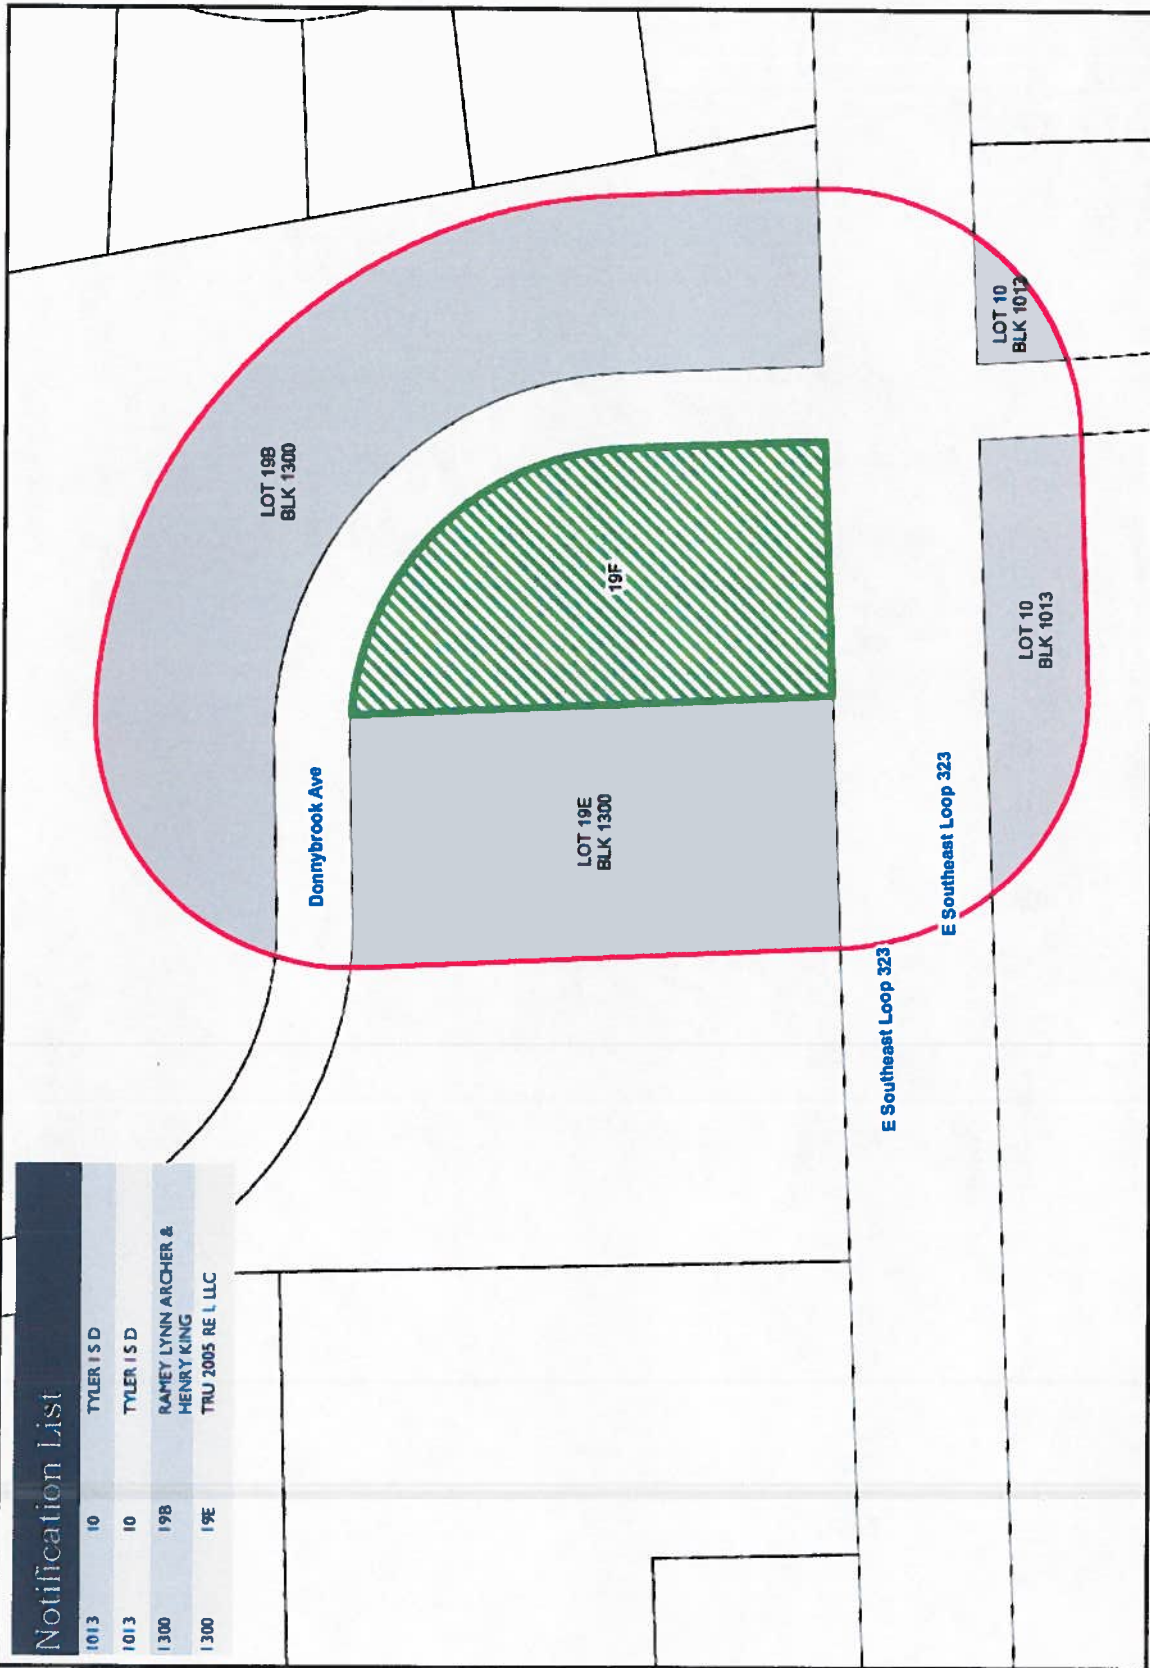 Notification List
1013 10 TYLER I S D
1013 10 TYLER I S D
1300 19B RAMEY LYNN ARCHER &
HENRY KING
1300 19E TRU 2005 RE I, LLC
Donnybrook Ave
LOT 19B
BLK 1300
LOT 19E
BLK 1300
19F
E Southeast Loop 323
E Southeast Loop 323
LOT 10
BLK 1013
LOT 10
BLK 1013